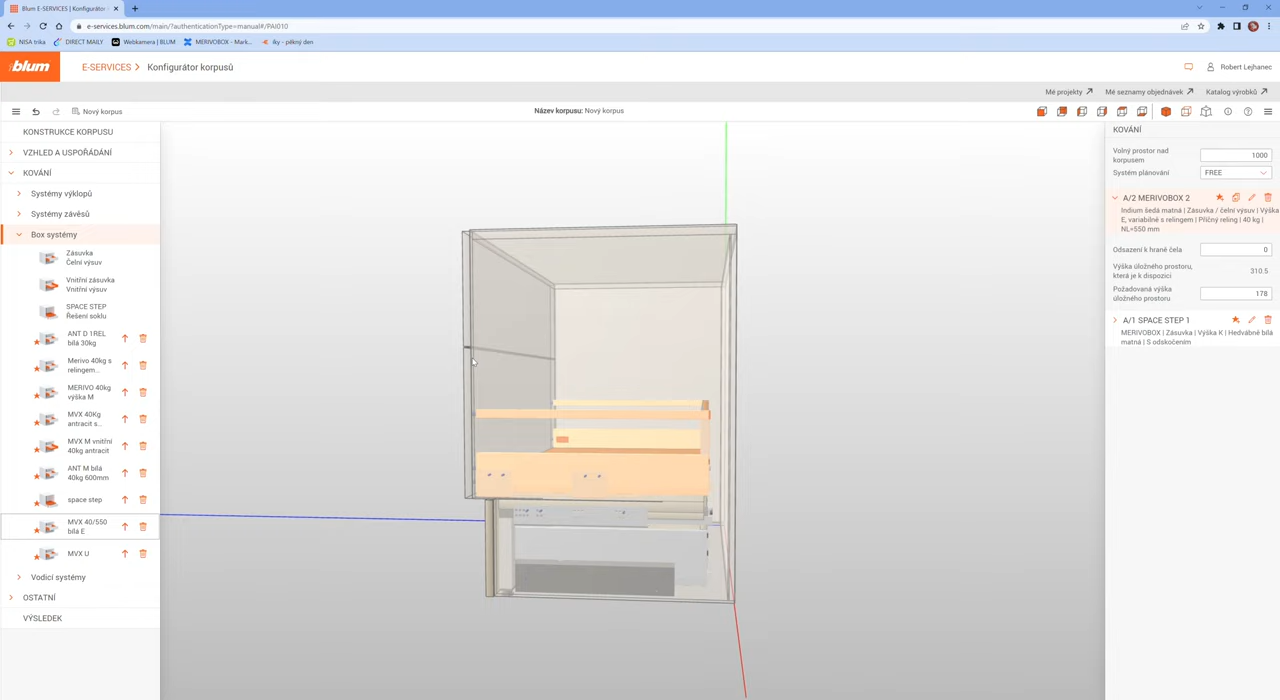 Blum E-SERVICES | Konfigurátor
e-services.blum.com/main/?authenticationType=manual#/PAI010
NISA trika
DIRECT MAILY
Webkamera | BLUM
MERIVOBOX - Mark...
iky - pěkný den
blum
E-SERVICES
Konfigurátor korpusů
Robert Lejhanec
Mé projekty
Mé seznamy objednávek
Katalog výrobků
Nový korpus
Název korpusu: Nový korpus
KONSTRUKCE KORPUSU
VZHLED A USPOŘÁDÁNÍ
KOVÁNÍ
Systémy výklopů
Systémy závěsů
Box systémy
Zásuvka
Čelní výsuv
Vnitřní zásuvka
Vnitřní výsuv
SPACE STEP
Řešení soklu
ANT D 1REL
bílá 30kg
Merivo 40kg s
relingem...
MERIVO 40kg
výška M
MVX 40Kg
antracit s...
MVX M vnitřní
40kg antracit
ANT M bíla
40kg 600mm
space step
MVX 40/550
bílá E
MVX U
Vodicí systémy
OSTATNÍ
VÝSLEDEK
KOVÁNÍ
Volný prostor nad
korpusem
1000
Systém plánování
FREE
A/2 MERIVOBOX 2
Indium šedá matná | Zásuvka / čelní výsuv | Výška
E, variabilně s relingem | Příčný reling | 40 kg |
NL=550 mm
Odsazení k hraně čela
0
Výška úložného prostoru,
která je k dispozici
310.5
Požadovaná výška
úložného prostoru
178
A/1 SPACE STEP 1
MERIVOBOX | Zásuvka | Výška K | Hedvábně bílá
matná | S odskočením